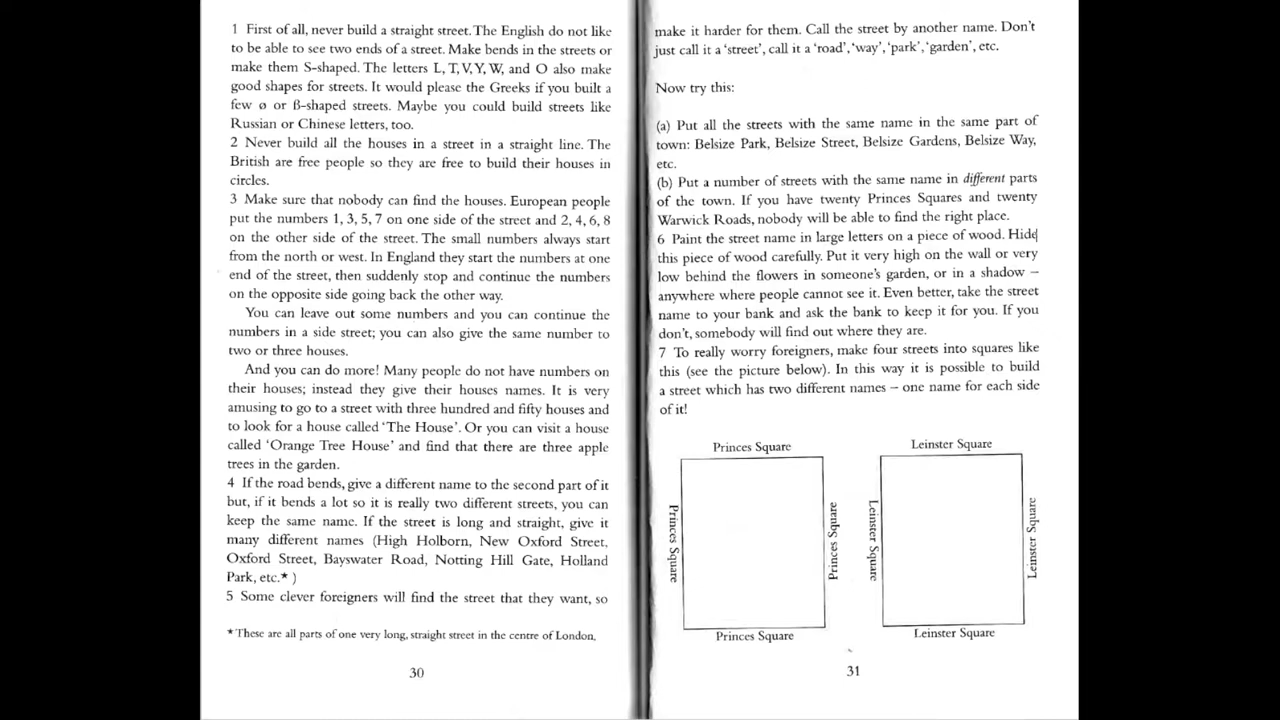 1 First of all, never build a straight street. The English do not like
to be able to see two ends of a street. Make bends in the streets or
make them S-shaped. The letters L, T, V, Y, W, and O also make
good shapes for streets. It would please the Greeks if you built a
few ø or ß-shaped streets. Maybe you could build streets like
Russian or Chinese letters, too.
2 Never build all the houses in a street in a straight line. The
British are free people so they are free to build their houses in
circles.
3 Make sure that nobody can find the houses. European people
put the numbers 1, 3, 5, 7 on one side of the street and 2, 4, 6, 8
on the other side of the street. The small numbers always start
from the north or west. In England they start the numbers at one
end of the street, then suddenly stop and continue the numbers
on the opposite side going back the other way.
You can leave out some numbers and you can continue the
numbers in a side street; you can also give the same number to
two or three houses.
And you can do more! Many people do not have numbers on
their houses; instead they give their houses names. It is very
amusing to go to a street with three hundred and fifty houses and
to look for a house called 'The House'. Or you can visit a house
called 'Orange Tree House' and find that there are three apple
trees in the garden.
4 If the road bends, give a different name to the second part of it
but, if it bends a lot so it is really two different streets, you can
keep the same name. If the street is long and straight, give it
many different names (High Holborn, New Oxford Street,
Oxford Street, Bayswater Road, Notting Hill Gate, Holland
Park, etc.★ )
5 Some clever foreigners will find the street that they want, so
★ These are all parts of one very long, straight street in the centre of London.
30
make it harder for them. Call the street by another name. Don't
just call it a 'street', call it a 'road', 'way', 'park', 'garden', etc.
Now try this:
(a) Put all the streets with the same name in the same part of
town: Belsize Park, Belsize Street, Belsize Gardens, Belsize Way,
etc.
(b) Put a number of streets with the same name in different parts
of the town. If you have twenty Princes Squares and twenty
Warwick Roads, nobody will be able to find the right place.
6 Paint the street name in large letters on a piece of wood. Hide
this piece of wood carefully. Put it very high on the wall or very
low behind the flowers in someone's garden, or in a shadow –
anywhere where people cannot see it. Even better, take the street
name to your bank and ask the bank to keep it for you. If you
don't, somebody will find out where they are.
7 To really worry foreigners, make four streets into squares like
this (see the picture below). In this way it is possible to build
a street which has two different names – one name for each side
of it!
Princes Square
Princes Square
Princes Square
Princes Square
Leinster Square
Leinster Square
Leinster Square
Leinster Square
31